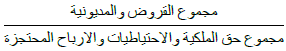 مجموع القروض والمديونية
مجموع حق الملكية والاحتياطيات والارباح المحتجزة